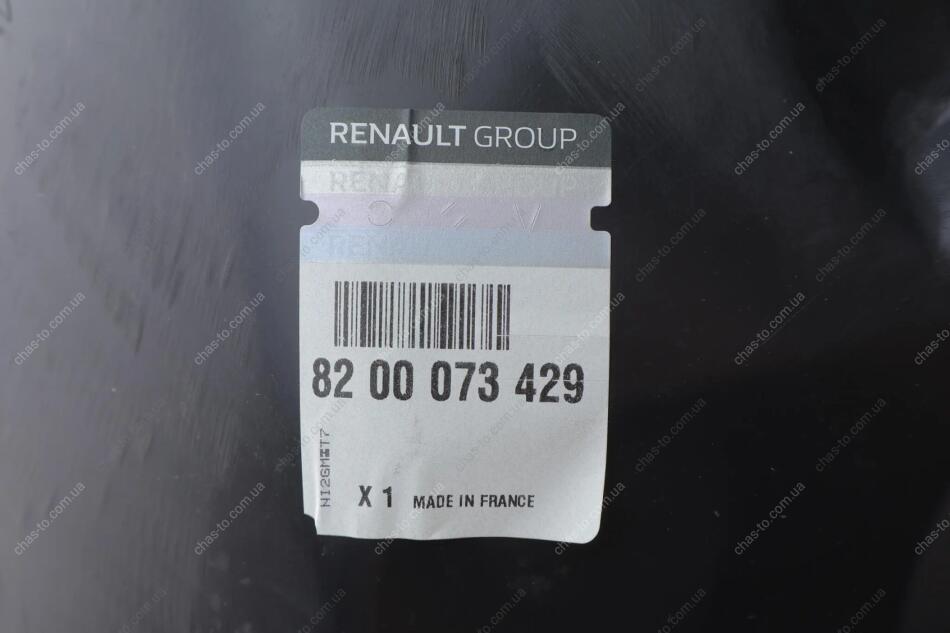 RENAULT GROUP
82 00 073 429
NI2GMHT7
X 1 MADE IN FRANCE
chas-to.com.ua